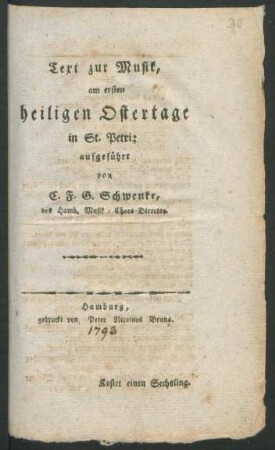 Text zur Musik,
am ersten
heiligen Ostertage
in St. Petri;
aufgeführt
von
C. F. G. Schwenke,
des Hamb. Musik-Chors Director.
Hamburg,
gedruckt von Peter Nicolaus Bruns.
1793
Kostet einen Sechsling.